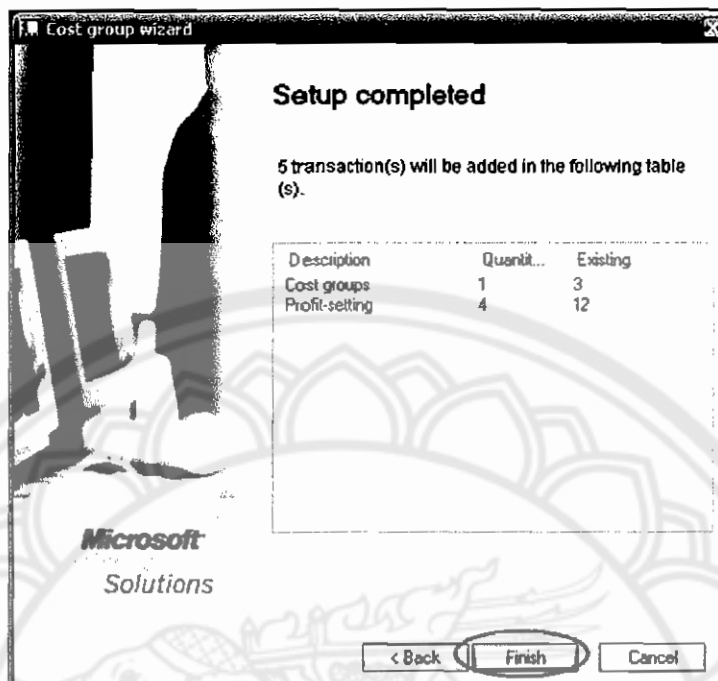 Cost group wizard
Setup completed
5 transaction(s) will be added in the following table
(s).
Description Quantit... Existing
Cost groups 1 3
Profit-setting 4 12
Microsoft
Solutions
< Back Finish Cancel